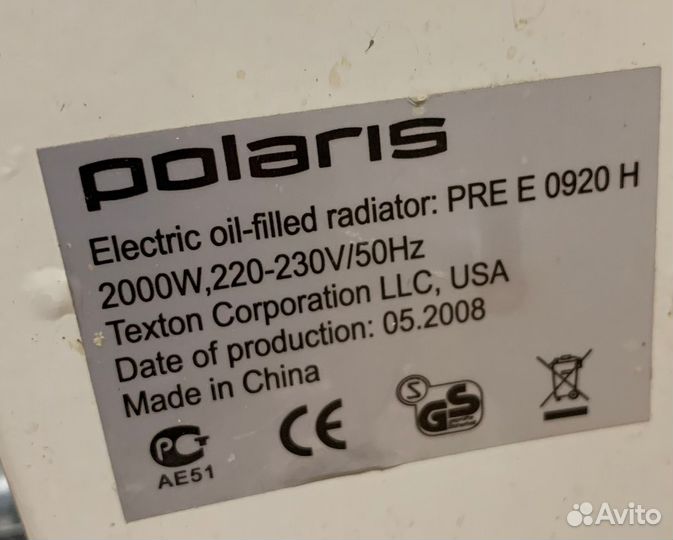 polaris
Electric oil-filled radiator: PRE E 0920 H
2000W,220-230V/50Hz
Texton Corporation LLC, USA
Date of production: 05.2008
Made in China
РСТ
AE51
CE
S
GS
Avito